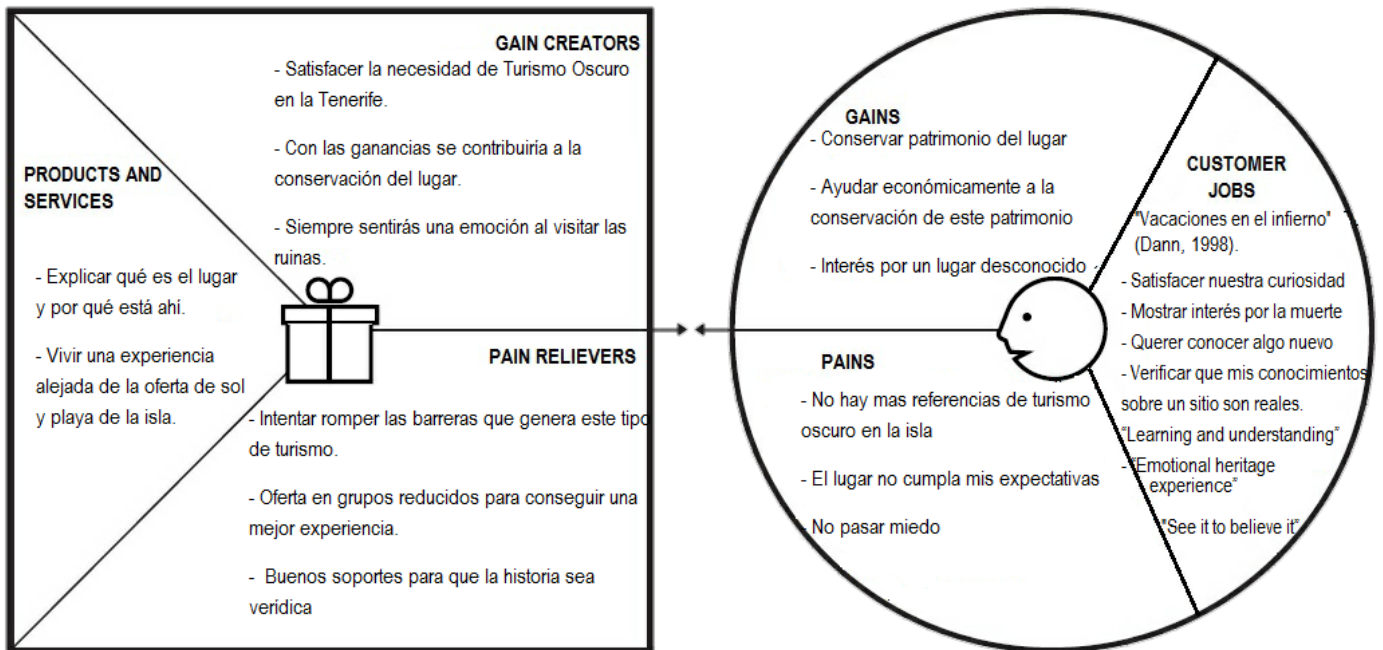 GAIN CREATORS
- Satisfacer la necesidad de Turismo Oscuro
en la Tenerife.
- Con las ganancias se contribuiría a la
conservación del lugar.
- Siempre sentirás una emoción al visitar las
ruinas.
PRODUCTS AND
SERVICES
- Explicar qué es el lugar
y por qué está ahí.
- Vivir una experiencia
alejada de la oferta de sol
y playa de la isla.
PAIN RELIEVERS
- Intentar romper las barreras que genera este tipo
de turismo.
- Oferta en grupos reducidos para conseguir una
mejor experiencia.
- Buenos soportes para que la historia sea
verídica
GAINS
- Conservar patrimonio del lugar
- Ayudar económicamente a la
conservación de este patrimonio
- Interés por un lugar desconocido
PAINS
- No hay mas referencias de turismo
oscuro en la isla
- El lugar no cumpla mis expectativas
- No pasar miedo
CUSTOMER
JOBS
"Vacaciones en el infierno"
(Dann, 1998).
- Satisfacer nuestra curiosidad
- Mostrar interés por la muerte
- Querer conocer algo nuevo
- Verificar que mis conocimientos
sobre un sitio son reales.
"Learning and understanding"
- "Emotional heritage
experience"
"See it to believe it"